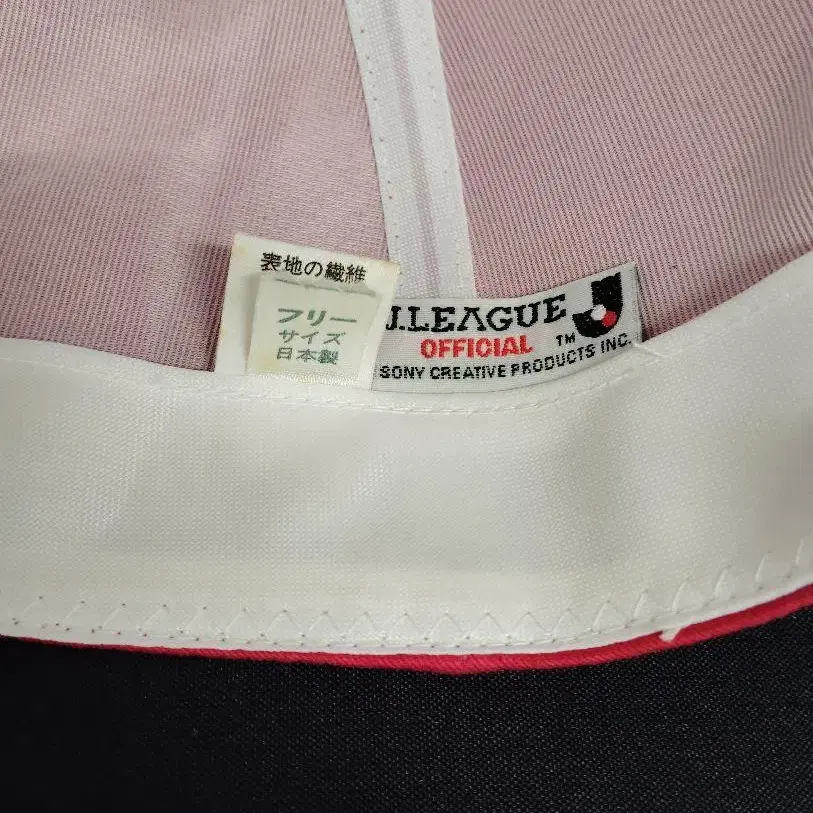 表地の繊維
フリー
サイズ
日本製
J.LEAGUE
OFFICIAL TM
SONY CREATIVE PRODUCTS INC.